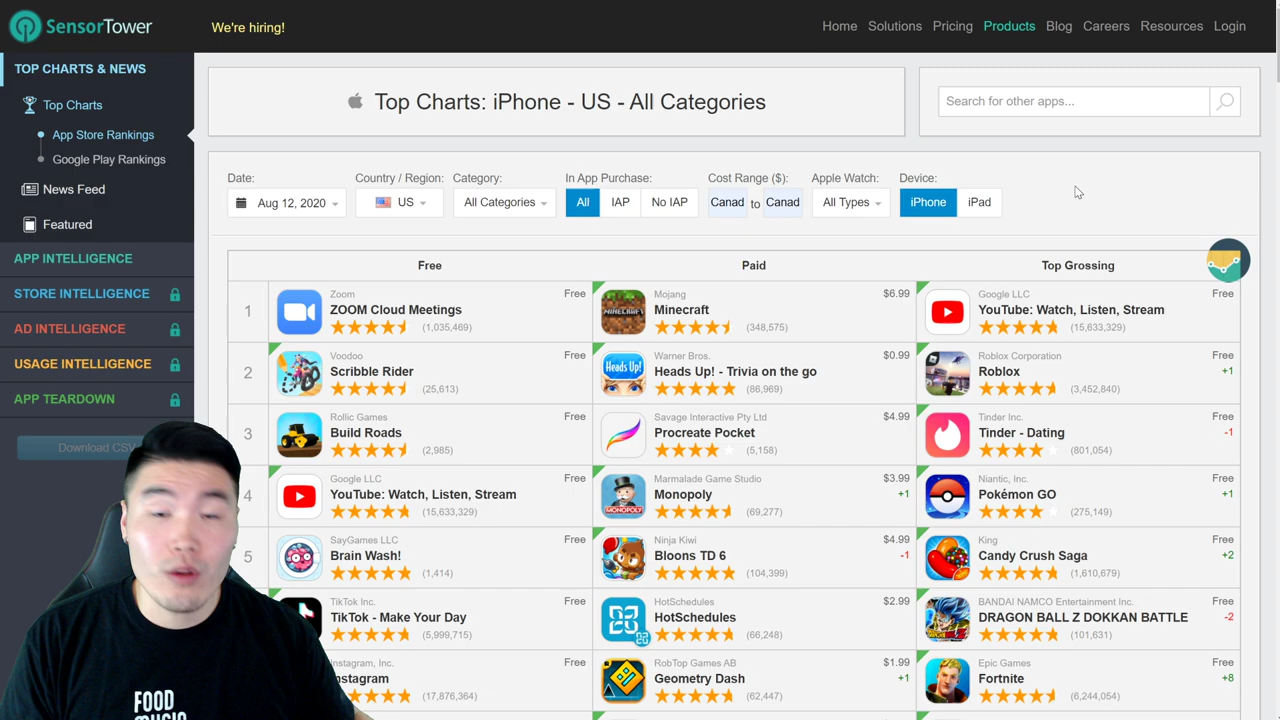 SensorTower
We're hiring!
Home Solutions Pricing Products Blog Careers Resources Login
TOP CHARTS & NEWS
Top Charts
App Store Rankings
Google Play Rankings
News Feed
Featured
APP INTELLIGENCE
STORE INTELLIGENCE
AD INTELLIGENCE
USAGE INTELLIGENCE
APP TEARDOWN
Download CSV
Top Charts: iPhone - US - All Categories
Search for other apps...
Date: Country / Region: Category: In App Purchase: Cost Range ($): Apple Watch: Device:
Aug 12, 2020 US All Categories All IAP No IAP Canad to Canad All Types iPhone iPad
Free Paid Top Grossing
1
Zoom Free
ZOOM Cloud Meetings
(1,035,469)
Mojang $6.99
MINECRAFT
Minecraft
(348,575)
Google LLC Free
YouTube: Watch, Listen, Stream
(15,633,329)
2
Voodoo Free
Scribble Rider
(25,613)
Warner Bros. $0.99
Heads Up!
Heads Up! - Trivia on the go
(86,969)
Roblox Corporation Free
Roblox +1
(3,452,840)
3
Rollic Games Free
Build Roads
(2,985)
Savage Interactive Pty Ltd $4.99
Procreate Pocket
(5,158)
Tinder Inc. Free
Tinder - Dating -1
(801,054)
4
Google LLC Free
YouTube: Watch, Listen, Stream
(15,633,329)
Marmalade Game Studio $3.99
MONOPOLY
Monopoly +1
(69,277)
Niantic, Inc. Free
Pokémon GO +1
(275,149)
5
SayGames LLC Free
Brain Wash!
(1,414)
Ninja Kiwi $4.99
Bloons TD 6 -1
(104,399)
King Free
Candy Crush Saga +2
(1,610,679)
TikTok Inc. Free
TikTok - Make Your Day
(5,999,715)
HotSchedules $2.99
HotSchedules
(66,248)
BANDAI NAMCO Entertainment Inc. Free
DRAGON BALL Z DOKKAN BATTLE -2
(101,631)
Instagram, Inc. Free
Instagram
(17,876,364)
RobTop Games AB $1.99
Geometry Dash +1
(62,447)
Epic Games Free
Fortnite +8
(6,244,054)
FOOD
MUSIC